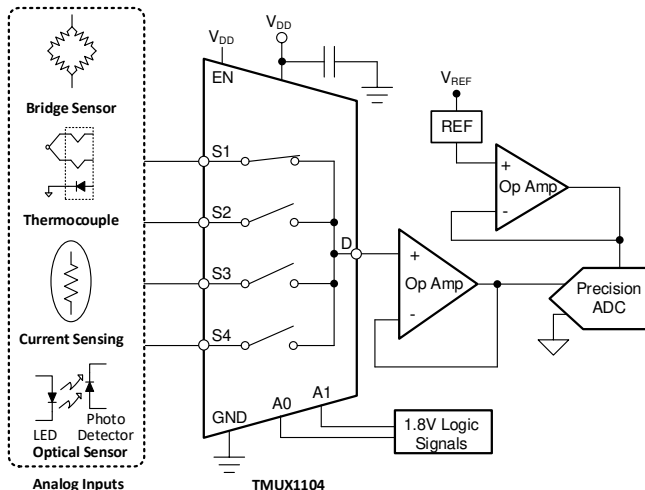 Bridge Sensor
Thermocouple
Current Sensing
LED
Photo
Detector
Optical Sensor
Analog Inputs
VDD
VDD
EN
S1
S2
S3
S4
D
GND
A0
A1
TMUX1104
+
Op Amp
-
VREF
REF
+
Op Amp
-
Precision
ADC
1.8V Logic
Signals